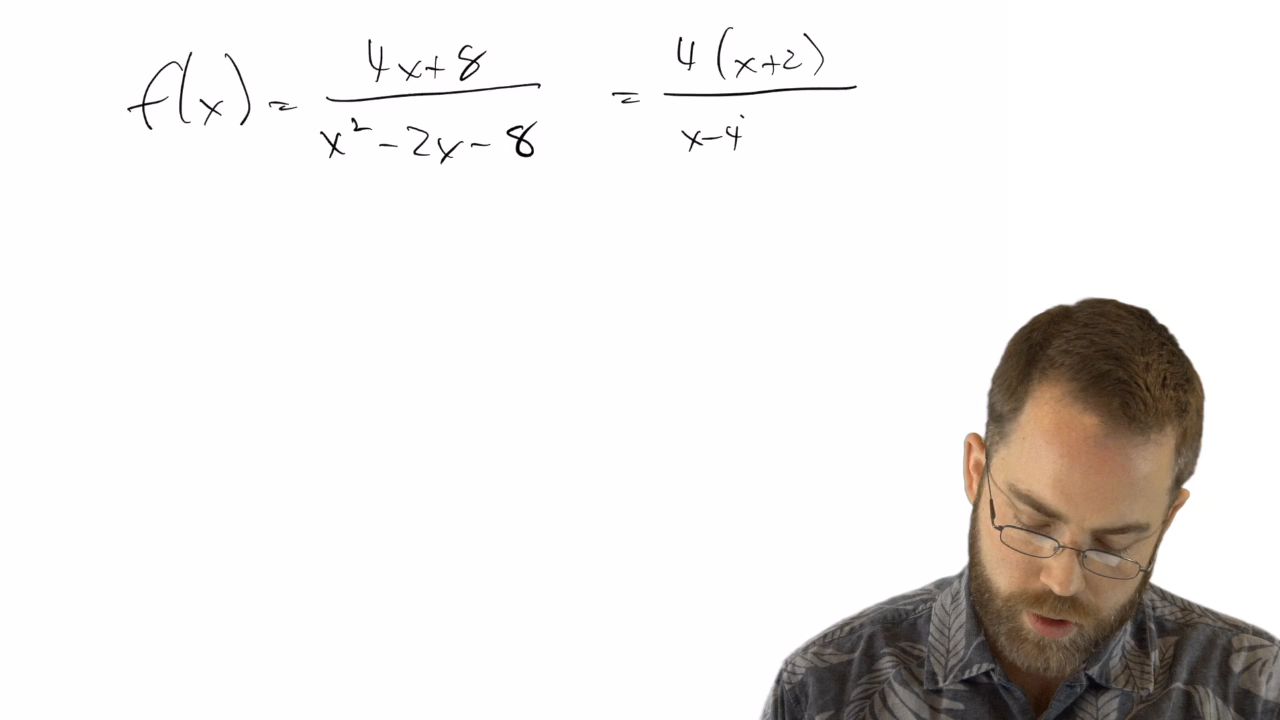 f(x) = (4x+8)/(x² - 2x - 8) = 4(x+2)/(x-4